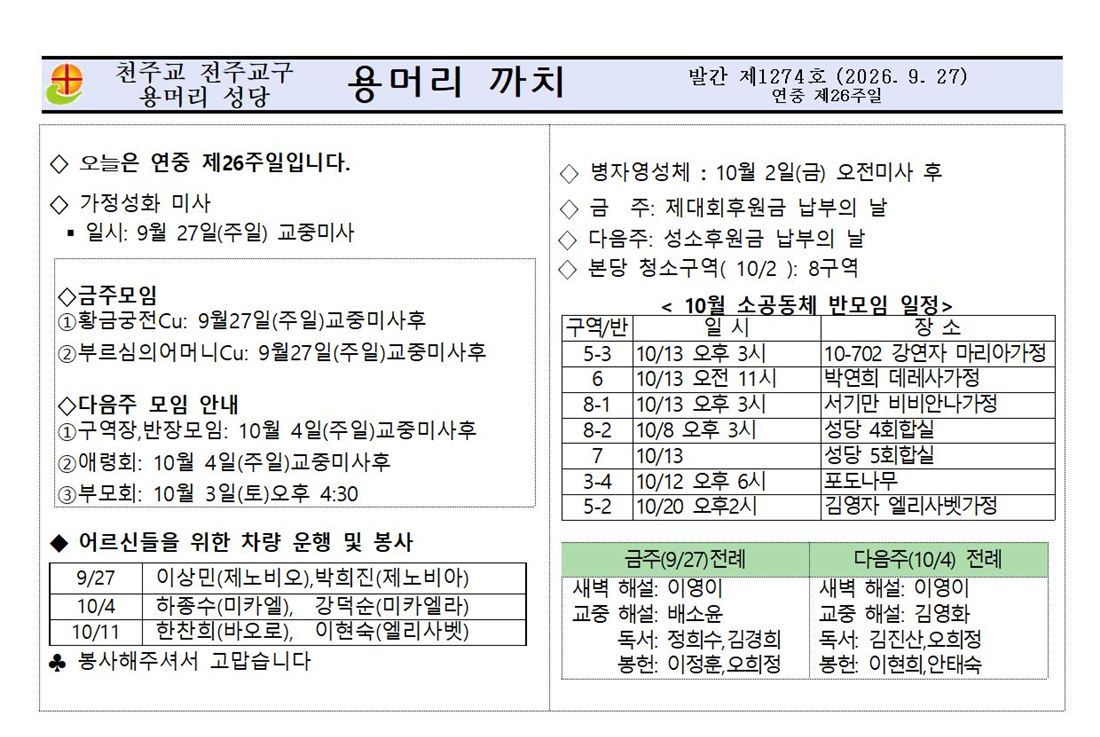 천주교 전주교구
용머리 성당
용머리 까치
발간 제1274호 (2026. 9. 27)
연중 제26주일
◇ 오늘은 연중 제26주일입니다.
◇ 가정성화 미사
▪ 일시: 9월 27일(주일) 교중미사
◇금주모임
①황금궁전Cu: 9월27일(주일)교중미사후
②부르심의어머니Cu: 9월27일(주일)교중미사후
◇다음주 모임 안내
①구역장,반장모임: 10월 4일(주일)교중미사후
②애령회: 10월 4일(주일)교중미사후
③부모회: 10월 3일(토)오후 4:30
◆ 어르신들을 위한 차량 운행 및 봉사
9/27 이상민(제노비오),박희진(제노비아)
10/4 하종수(미카엘), 강덕순(미카엘라)
10/11 한찬희(바오로), 이현숙(엘리사벳)
♣ 봉사해주셔서 고맙습니다
◇ 병자영성체 : 10월 2일(금) 오전미사 후
◇ 금 주: 제대회후원금 납부의 날
◇ 다음주: 성소후원금 납부의 날
◇ 본당 청소구역( 10/2 ): 8구역
< 10월 소공동체 반모임 일정>
구역/반 일 시 장 소
5-3 10/13 오후 3시 10-702 강연자 마리아가정
6 10/13 오전 11시 박연희 데레사가정
8-1 10/13 오후 3시 서기만 비비안나가정
8-2 10/8 오후 3시 성당 4회합실
7 10/13 성당 5회합실
3-4 10/12 오후 6시 포도나무
5-2 10/20 오후2시 김영자 엘리사벳가정
금주(9/27)전례
새벽 해설: 이영이
교중 해설: 배소윤
독서: 정희수,김경희
봉헌: 이정훈,오희정
다음주(10/4) 전례
새벽 해설: 이영이
교중 해설: 김영화
독서: 김진산,오희정
봉헌: 이현희,안태숙